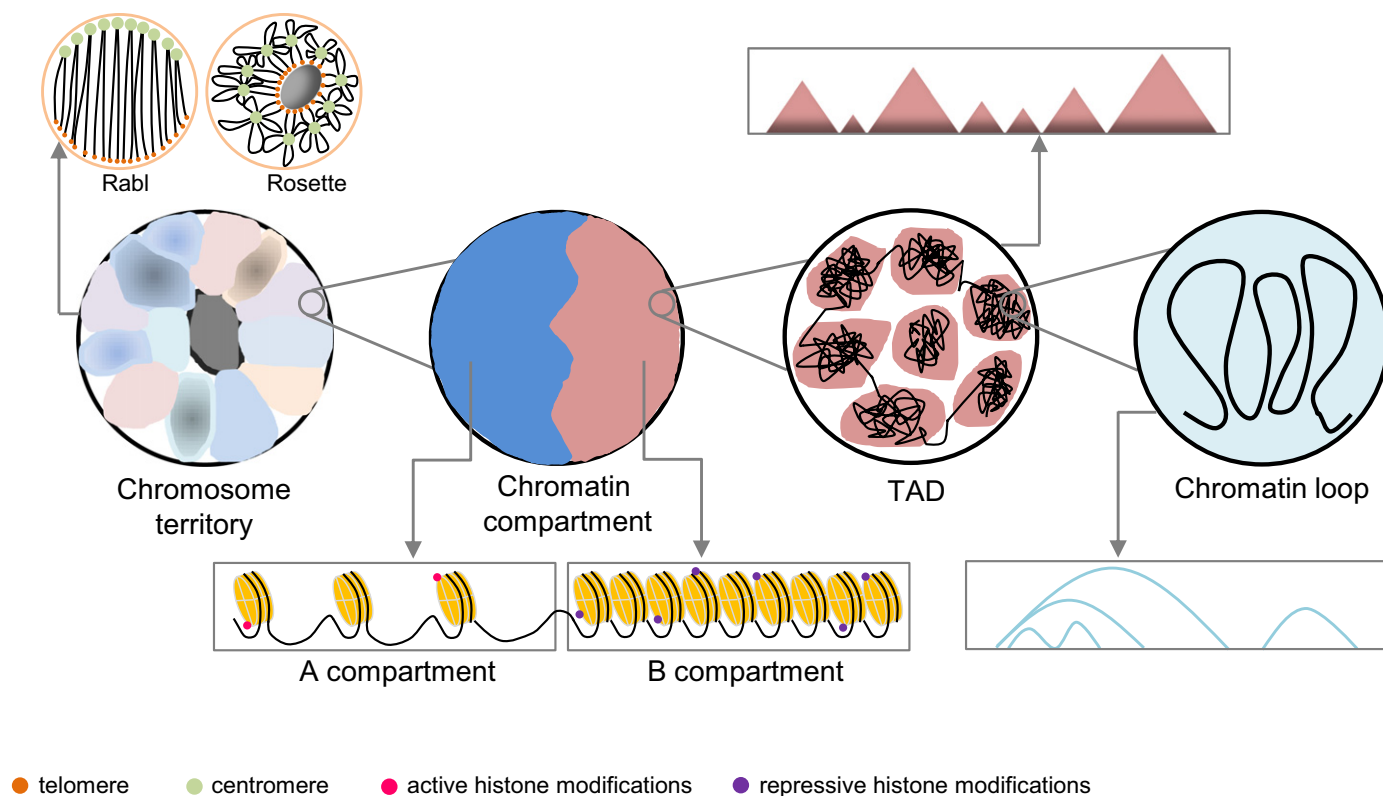 Rabl
Rosette
Chromosome
territory
Chromatin
compartment
TAD
Chromatin loop
A compartment
B compartment
telomere
centromere
active histone modifications
repressive histone modifications